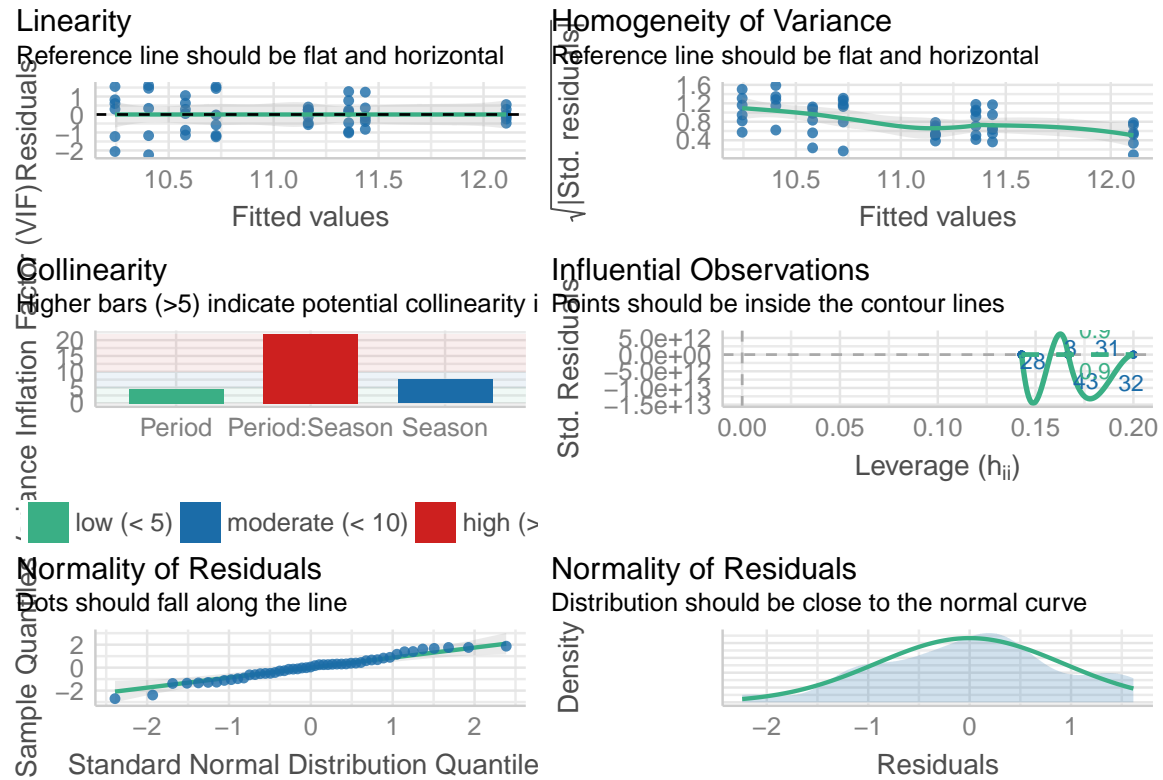 Linearity
Reference line should be flat and horizontal
Residuals
1
0
−1
−2
10.5 11.0 11.5 12.0
Fitted values
Homogeneity of Variance
Reference line should be flat and horizontal
√|Std. residuals|
1.6
1.2
0.8
0.4
10.5 11.0 11.5 12.0
Fitted values
Collinearity
Higher bars (>5) indicate potential collinearity i
ance Inflation Factor (VIF)
20
15
10
5
0
Period Period:Season Season
low (< 5) moderate (< 10) high (>
Influential Observations
Points should be inside the contour lines
Std. Residuals
5.0e+12
0.0e+00
−5.0e+12
−1.0e+13
−1.5e+13
0.9
28 3 31
0.9
43 32
0.00 0.05 0.10 0.15 0.20
Leverage (hii)
Normality of Residuals
Dots should fall along the line
Sample Quantiles
2
0
−2
−2 −1 0 1 2
Standard Normal Distribution Quantile
Normality of Residuals
Distribution should be close to the normal curve
Density
−2 −1 0 1
Residuals